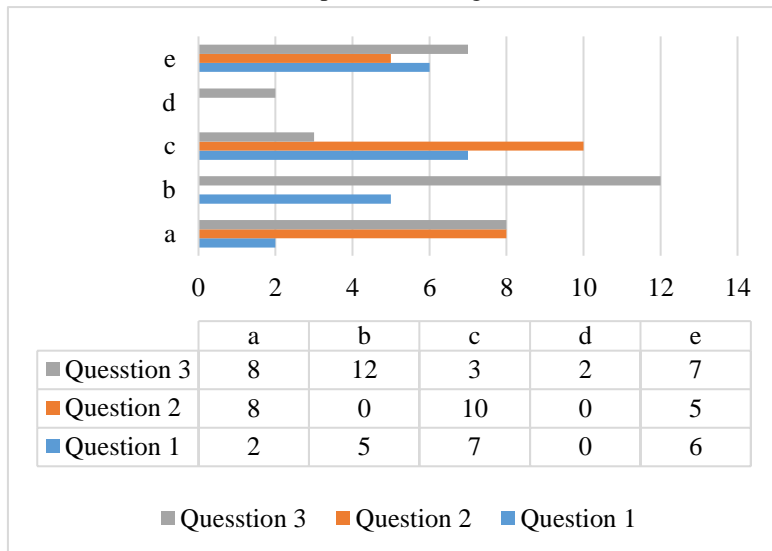 e
d
c
b
a
0 2 4 6 8 10 12 14
a b c d e
Quesstion 3 8 12 3 2 7
Question 2 8 0 10 0 5
Question 1 2 5 7 0 6
Quesstion 3 Question 2 Question 1